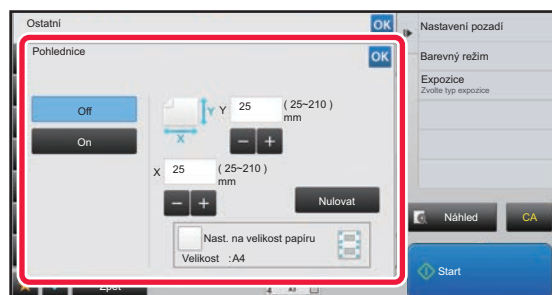 Ostatní
OK
Pohlednice
OK
Off
On
Y
Y 25 ( 25~210 )
mm
X
X 25 ( 25~210 )
mm
Nulovat
Nast. na velikost papíru
Velikost :A4
Zpět
Nastavení pozadí
Barevný režim
Expozice
Zvolte typ expozice
Náhled
CA
Start